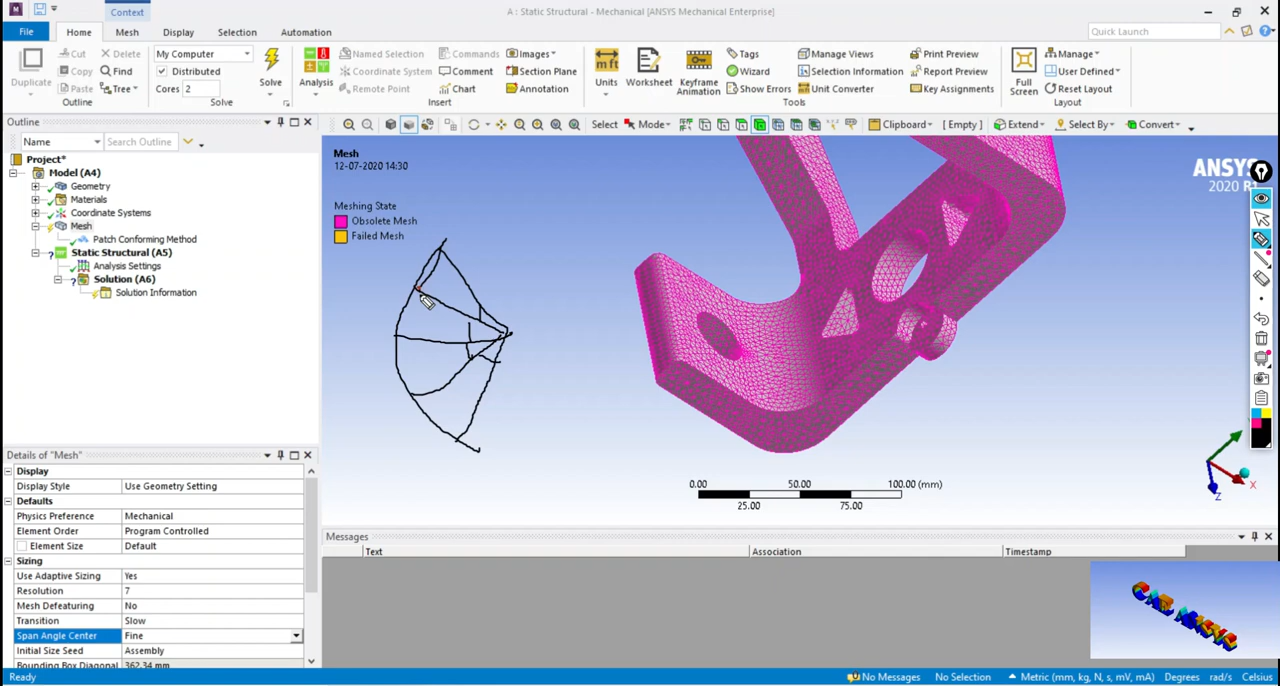 Context
A : Static Structural - Mechanical [ANSYS Mechanical Enterprise]
File Home Mesh Display Selection Automation Quick Launch
Duplicate Cut Copy Paste Delete Find Tree
Outline
My Computer Distributed Cores 2 Solve
Solve
Analysis Named Selection Coordinate System Remote Point Commands Comment Chart Images Section Plane Annotation
Insert
Units Worksheet Keyframe Animation Tags Wizard Show Errors Manage Views Selection Information Unit Converter Print Preview Report Preview Key Assignments
Tools
Full Screen Manage User Defined Reset Layout
Layout
Outline
Select Mode Clipboard [ Empty ] Extend Select By Convert
Name Search Outline
Project*
Model (A4)
Geometry
Materials
Coordinate Systems
Mesh
Patch Conforming Method
Static Structural (A5)
Analysis Settings
Solution (A6)
Solution Information
Mesh
12-07-2020 14:30
Meshing State
Obsolete Mesh
Failed Mesh
ANSYS
2020 R1
0.00 50.00 100.00 (mm)
25.00 75.00
X
Z
Details of "Mesh"
Display
Display Style Use Geometry Setting
Defaults
Physics Preference Mechanical
Element Order Program Controlled
Element Size Default
Sizing
Use Adaptive Sizing Yes
Resolution 7
Mesh Defeaturing No
Transition Slow
Span Angle Center Fine
Initial Size Seed Assembly
Bounding Box Diagonal 362.34 mm
Messages
Text Association Timestamp
Ready No Messages No Selection Metric (mm, kg, N, s, mV, mA) Degrees rad/s Celsius